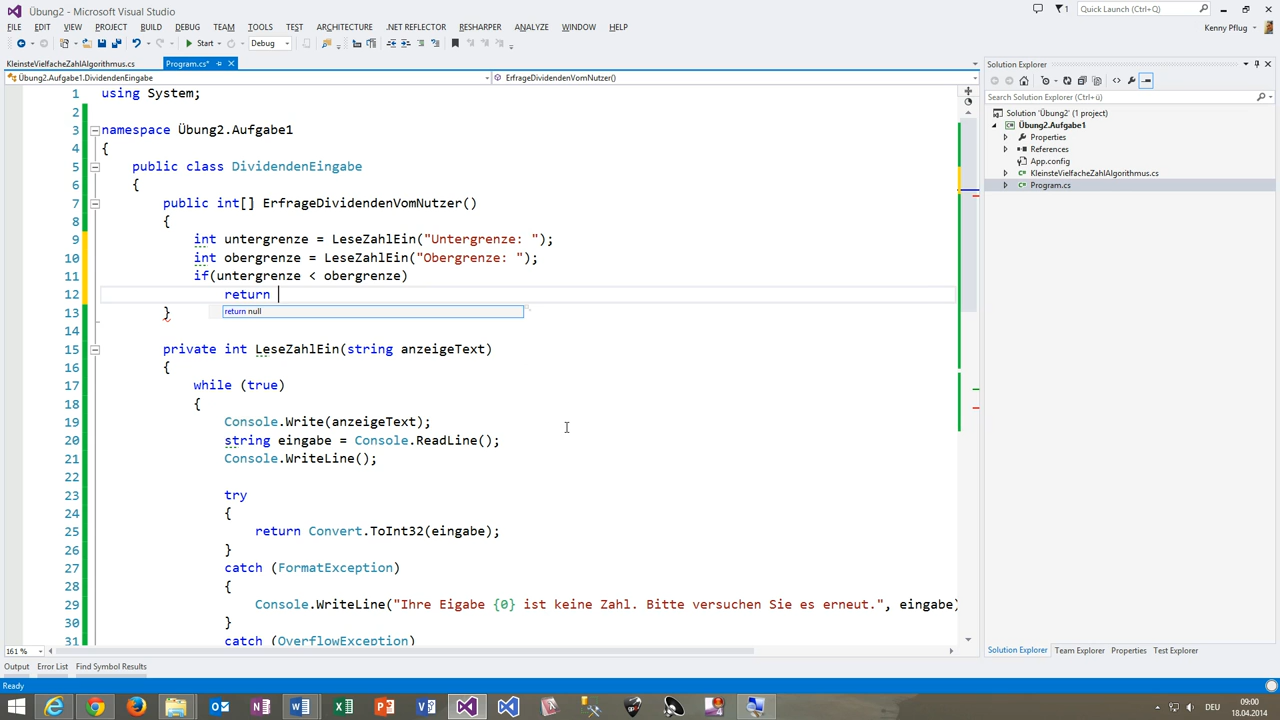 Übung2 - Microsoft Visual Studio
Quick Launch (Ctrl+Q)
FILE EDIT VIEW PROJECT BUILD DEBUG TEAM TOOLS TEST ARCHITECTURE .NET REFLECTOR RESHARPER ANALYZE WINDOW HELP
Kenny Pflug
Start Debug
KleinsteVielfacheZahlAlgorithmus.cs Program.cs*
Übung2.Aufgabe1.DividendenEingabe ErfrageDividendenVomNutzer()
1 using System;
2
3 namespace Übung2.Aufgabe1
4 {
5 public class DividendenEingabe
6 {
7 public int[] ErfrageDividendenVomNutzer()
8 {
9 int untergrenze = LeseZahlEin("Untergrenze: ");
10 int obergrenze = LeseZahlEin("Obergrenze: ");
11 if(untergrenze < obergrenze)
12 return
return null
13 }
14
15 private int LeseZahlEin(string anzeigeText)
16 {
17 while (true)
18 {
19 Console.Write(anzeigeText);
20 string eingabe = Console.ReadLine();
21 Console.WriteLine();
22
23 try
24 {
25 return Convert.ToInt32(eingabe);
26 }
27 catch (FormatException)
28 {
29 Console.WriteLine("Ihre Eigabe {0} ist keine Zahl. Bitte versuchen Sie es erneut.", eingabe)
30 }
31 catch (OverflowException)
161 %
Solution Explorer
Search Solution Explorer (Ctrl+ü)
Solution 'Übung2' (1 project)
Übung2.Aufgabe1
Properties
References
App.config
KleinsteVielfacheZahlAlgorithmus.cs
Program.cs
Solution Explorer Team Explorer Properties Test Explorer
Output Error List Find Symbol Results
Ready
DEU
09:00
18.04.2014